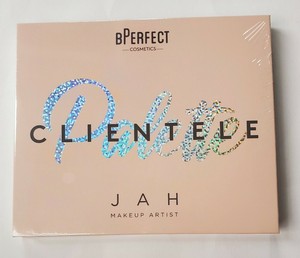 BPERFECT
COSMETICS
CLIENTELE
Palette
JAH
MAKEUP ARTIST